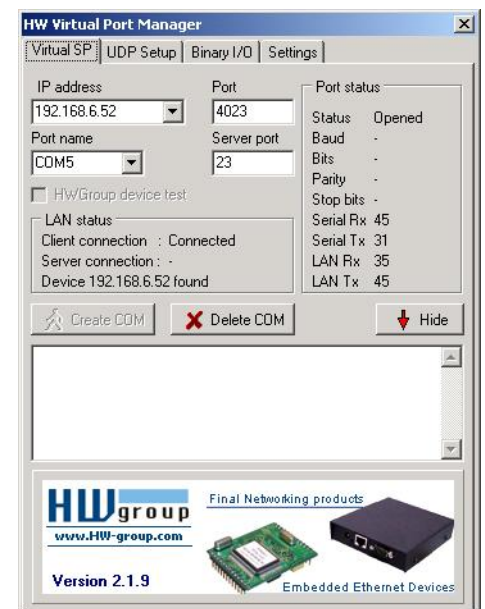 HW Virtual Port Manager
Virtual SP UDP Setup Binary I/O Settings
IP address Port
192.168.6.52 4023
Port name Server port
COM5 23
HWGroup device test
LAN status
Client connection : Connected
Server connection : -
Device 192.168.6.52 found
Port status
Status Opened
Baud -
Bits -
Parity -
Stop bits -
Serial Rx 45
Serial Tx 31
LAN Rx 35
LAN Tx 45
Create COM Delete COM Hide
HWgroup
www.HW-group.com
Version 2.1.9
Final Networking products
Embedded Ethernet Devices